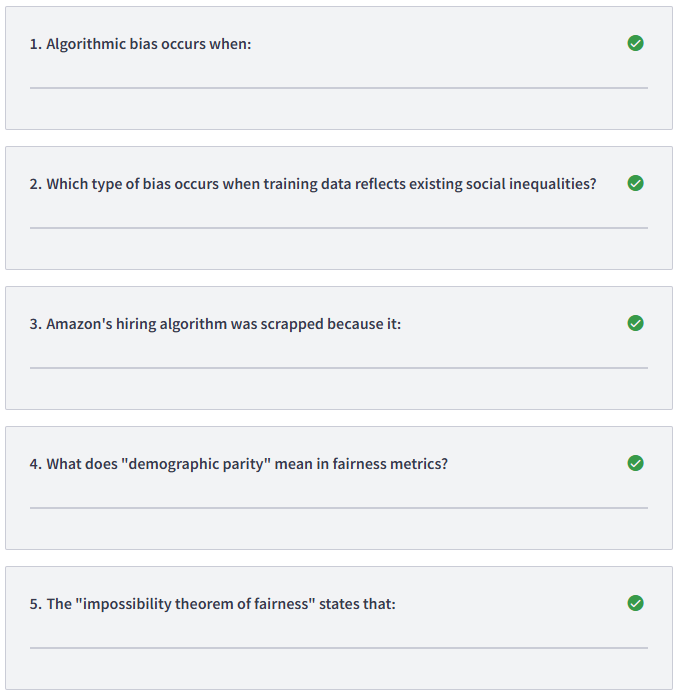 1. Algorithmic bias occurs when:
2. Which type of bias occurs when training data reflects existing social inequalities?
3. Amazon's hiring algorithm was scrapped because it:
4. What does "demographic parity" mean in fairness metrics?
5. The "impossibility theorem of fairness" states that: